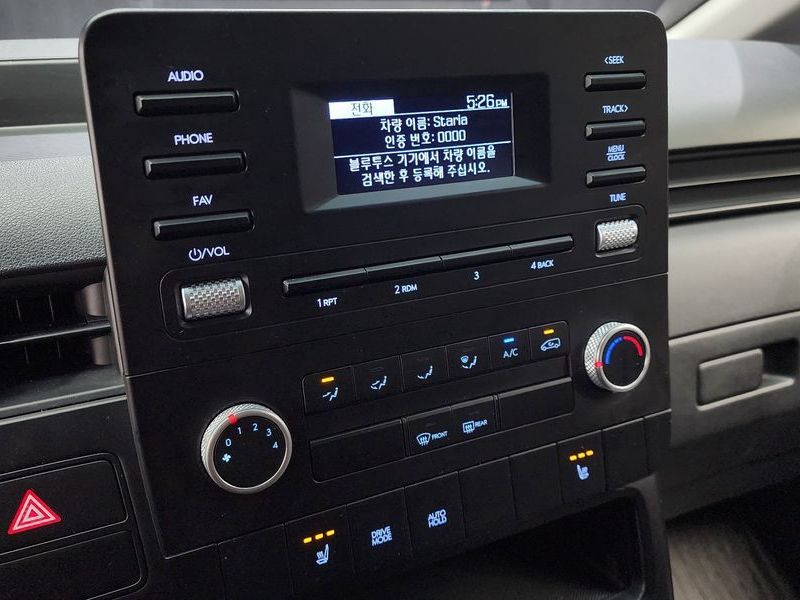 AUDIO
PHONE
FAV
/VOL
전화 5:26 PM
차량 이름: Staria
인증 번호: 0000
블루투스 기기에서 차량 이름을
검색한 후 등록해 주십시오.
<SEEK
TRACK>
MENU
CLOCK
TUNE
1 RPT 2 RDM 3 4 BACK
A/C
0 1 2 3 4
FRONT REAR
DRIVE
MODE
AUTO
HOLD